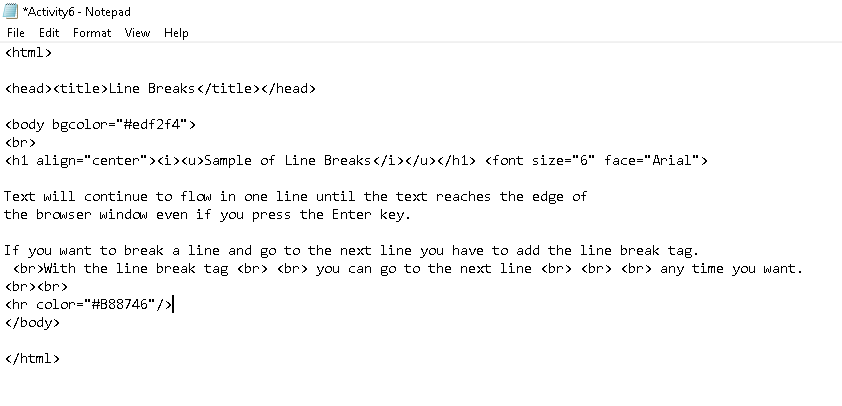 *Activity6 - Notepad
File Edit Format View Help
<html>
<head><title>Line Breaks</title></head>
<body bgcolor="#edf2f4">
<br>
<h1 align="center"><i><u>Sample of Line Breaks</i></u></h1> <font size="6" face="Arial">
Text will continue to flow in one line until the text reaches the edge of
the browser window even if you press the Enter key.
If you want to break a line and go to the next line you have to add the line break tag.
<br>With the line break tag <br> <br> you can go to the next line <br> <br> <br> any time you want.
<br><br>
<hr color="#B88746"/>
</body>
</html>